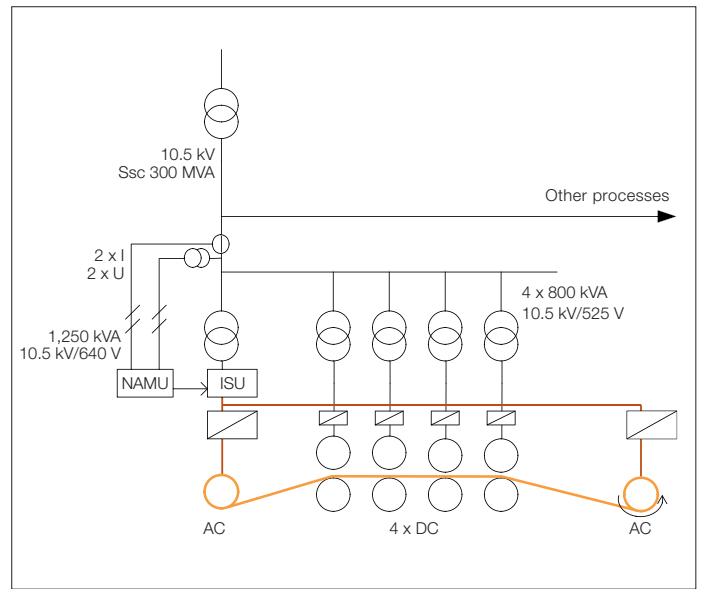 10.5 kV
Ssc 300 MVA
Other processes
2 x I
2 x U
4 x 800 kVA
10.5 kV/525 V
1,250 kVA
10.5 kV/640 V
NAMU
ISU
AC
4 x DC
AC